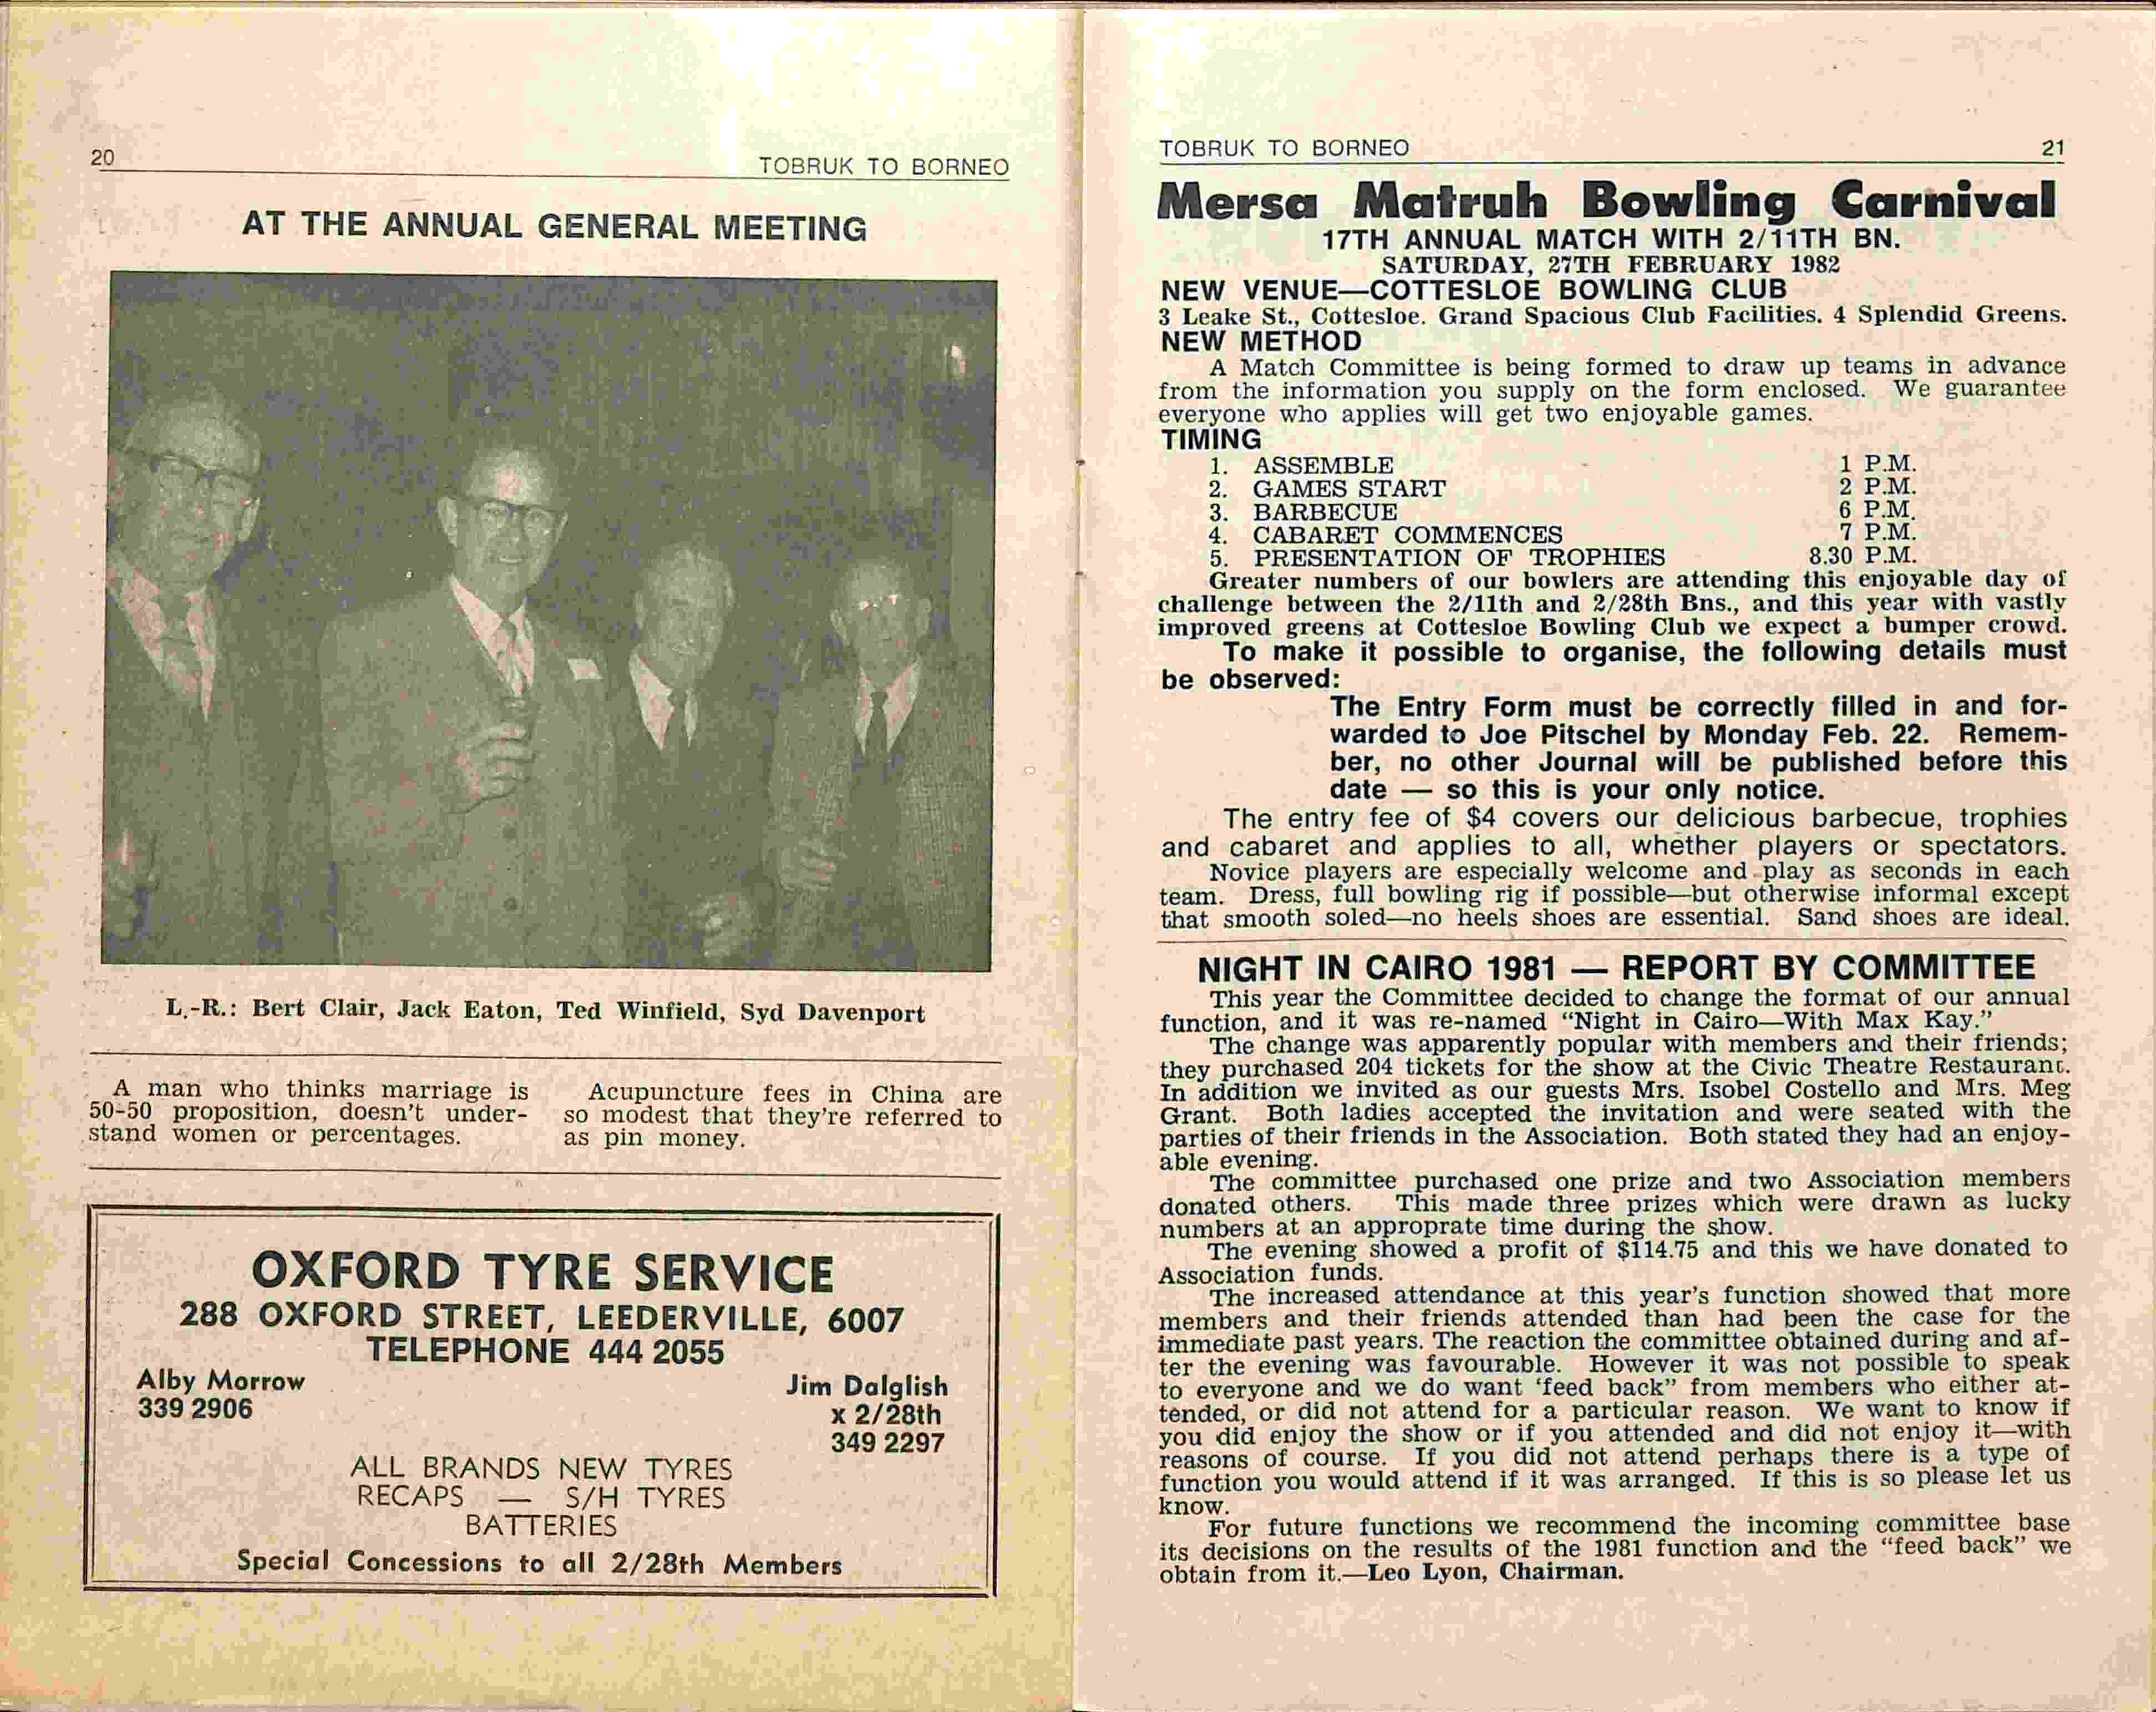 20
TOBRUK TO BORNEO
AT THE ANNUAL GENERAL MEETING
L.-R.: Bert Clair, Jack Eaton, Ted Winfield, Syd Davenport
A man who thinks marriage is
50-50 proposition, doesn't under-
stand women or percentages.
Acupuncture fees in China are
so modest that they're referred to
as pin money.
OXFORD TYRE SERVICE
288 OXFORD STREET, LEEDERVILLE, 6007
TELEPHONE 444 2055
Alby Morrow
339 2906
Jim Dalglish
x 2/28th
349 2297
ALL BRANDS NEW TYRES
RECAPS — S/H TYRES
BATTERIES
Special Concessions to all 2/28th Members
TOBRUK TO BORNEO 21
Mersa Matruh Bowling Carnival
17TH ANNUAL MATCH WITH 2/11TH BN.
SATURDAY, 27TH FEBRUARY 1982
NEW VENUE—COTTESLOE BOWLING CLUB
3 Leake St., Cottesloe. Grand Spacious Club Facilities. 4 Splendid Greens.
NEW METHOD
A Match Committee is being formed to draw up teams in advance
from the information you supply on the form enclosed. We guarantee
everyone who applies will get two enjoyable games.
TIMING
1. ASSEMBLE 1 P.M.
2. GAMES START 2 P.M.
3. BARBECUE 6 P.M.
4. CABARET COMMENCES 7 P.M.
5. PRESENTATION OF TROPHIES 8.30 P.M.
Greater numbers of our bowlers are attending this enjoyable day of
challenge between the 2/11th and 2/28th Bns., and this year with vastly
improved greens at Cottesloe Bowling Club we expect a bumper crowd.
To make it possible to organise, the following details must
be observed:
The Entry Form must be correctly filled in and for-
warded to Joe Pitschel by Monday Feb. 22. Remem-
ber, no other Journal will be published before this
date — so this is your only notice.
The entry fee of $4 covers our delicious barbecue, trophies
and cabaret and applies to all, whether players or spectators.
Novice players are especially welcome and play as seconds in each
team. Dress, full bowling rig if possible—but otherwise informal except
that smooth soled—no heels shoes are essential. Sand shoes are ideal.
NIGHT IN CAIRO 1981 — REPORT BY COMMITTEE
This year the Committee decided to change the format of our annual
function, and it was re-named “Night in Cairo—With Max Kay.”
The change was apparently popular with members and their friends;
they purchased 204 tickets for the show at the Civic Theatre Restaurant.
In addition we invited as our guests Mrs. Isobel Costello and Mrs. Meg
Grant. Both ladies accepted the invitation and were seated with the
parties of their friends in the Association. Both stated they had an enjoy-
able evening.
The committee purchased one prize and two Association members
donated others. This made three prizes which were drawn as lucky
numbers at an approprate time during the show.
The evening showed a profit of $114.75 and this we have donated to
Association funds.
The increased attendance at this year's function showed that more
members and their friends attended than had been the case for the
immediate past years. The reaction the committee obtained during and af-
ter the evening was favourable. However it was not possible to speak
to everyone and we do want ‘feed back” from members who either at-
tended, or did not attend for a particular reason. We want to know if
you did enjoy the show or if you attended and did not enjoy it—with
reasons of course. If you did not attend perhaps there is a type of
function you would attend if it was arranged. If this is so please let us
know.
For future functions we recommend the incoming committee base
its decisions on the results of the 1981 function and the “feed back” we
obtain from it.—Leo Lyon, Chairman.